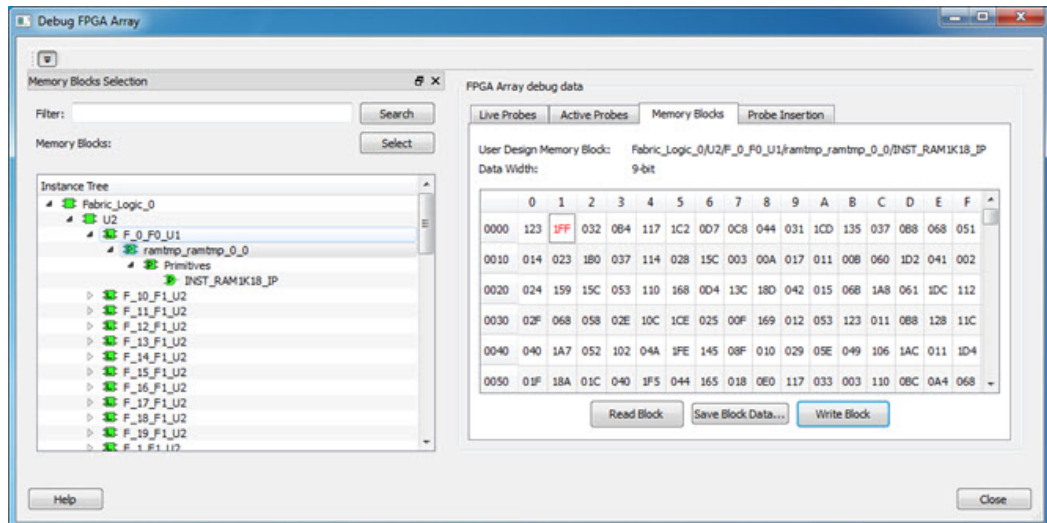 Debug FPGA Array
Memory Blocks Selection
Filter:
Search
Memory Blocks:
Select
Instance Tree
Fabric_Logic_0
U2
F_0_F0_U1
ramtmp_ramtmp_0_0
Primitives
INST_RAM1K18_IP
F_10_F1_U2
F_11_F1_U2
F_12_F1_U2
F_13_F1_U2
F_14_F1_U2
F_15_F1_U2
F_16_F1_U2
F_17_F1_U2
F_18_F1_U2
F_19_F1_U2
F_1_F1_U2
FPGA Array debug data
Live Probes Active Probes Memory Blocks Probe Insertion
User Design Memory Block: Fabric_Logic_0/U2/F_0_F0_U1/ramtmp_ramtmp_0_0/INST_RAM1K18_IP
Data Width: 9-bit
0 1 2 3 4 5 6 7 8 9 A B C D E F
0000 123 1FF 032 0B4 117 1C2 0D7 0C8 044 031 1CD 135 037 0B8 068 051
0010 014 023 1B0 037 114 028 15C 003 00A 017 011 00B 060 1D2 041 002
0020 024 159 15C 053 110 168 0D4 13C 18D 042 015 06B 1A8 061 1DC 112
0030 02F 068 058 02E 10C 1CE 025 00F 169 012 053 123 011 0B8 128 11C
0040 040 1A7 052 102 04A 1FE 145 08F 010 029 05E 049 106 1AC 011 1D4
0050 01F 18A 01C 040 1F5 044 165 018 0E0 117 033 003 110 0BC 0A4 068
Read Block Save Block Data... Write Block
Help
Close